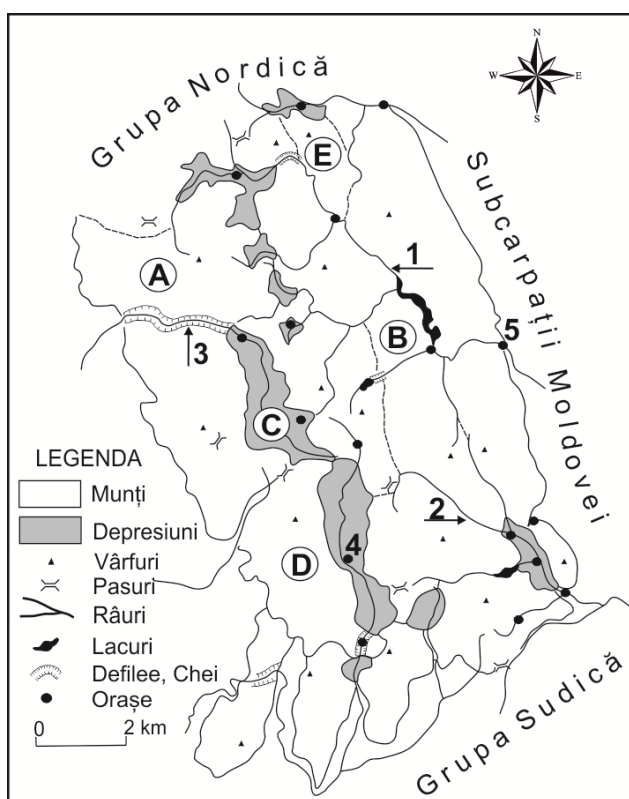 N
W E
S
Grupa Nordică
Subcarpații Moldovei
E
A
1
B
5
3
C
2
4
D
LEGENDA
Munți
Depresiuni
Vârfuri
Pasuri
Râuri
Lacuri
Defilee, Chei
Orașe
0 2 km
Grupa Sudică